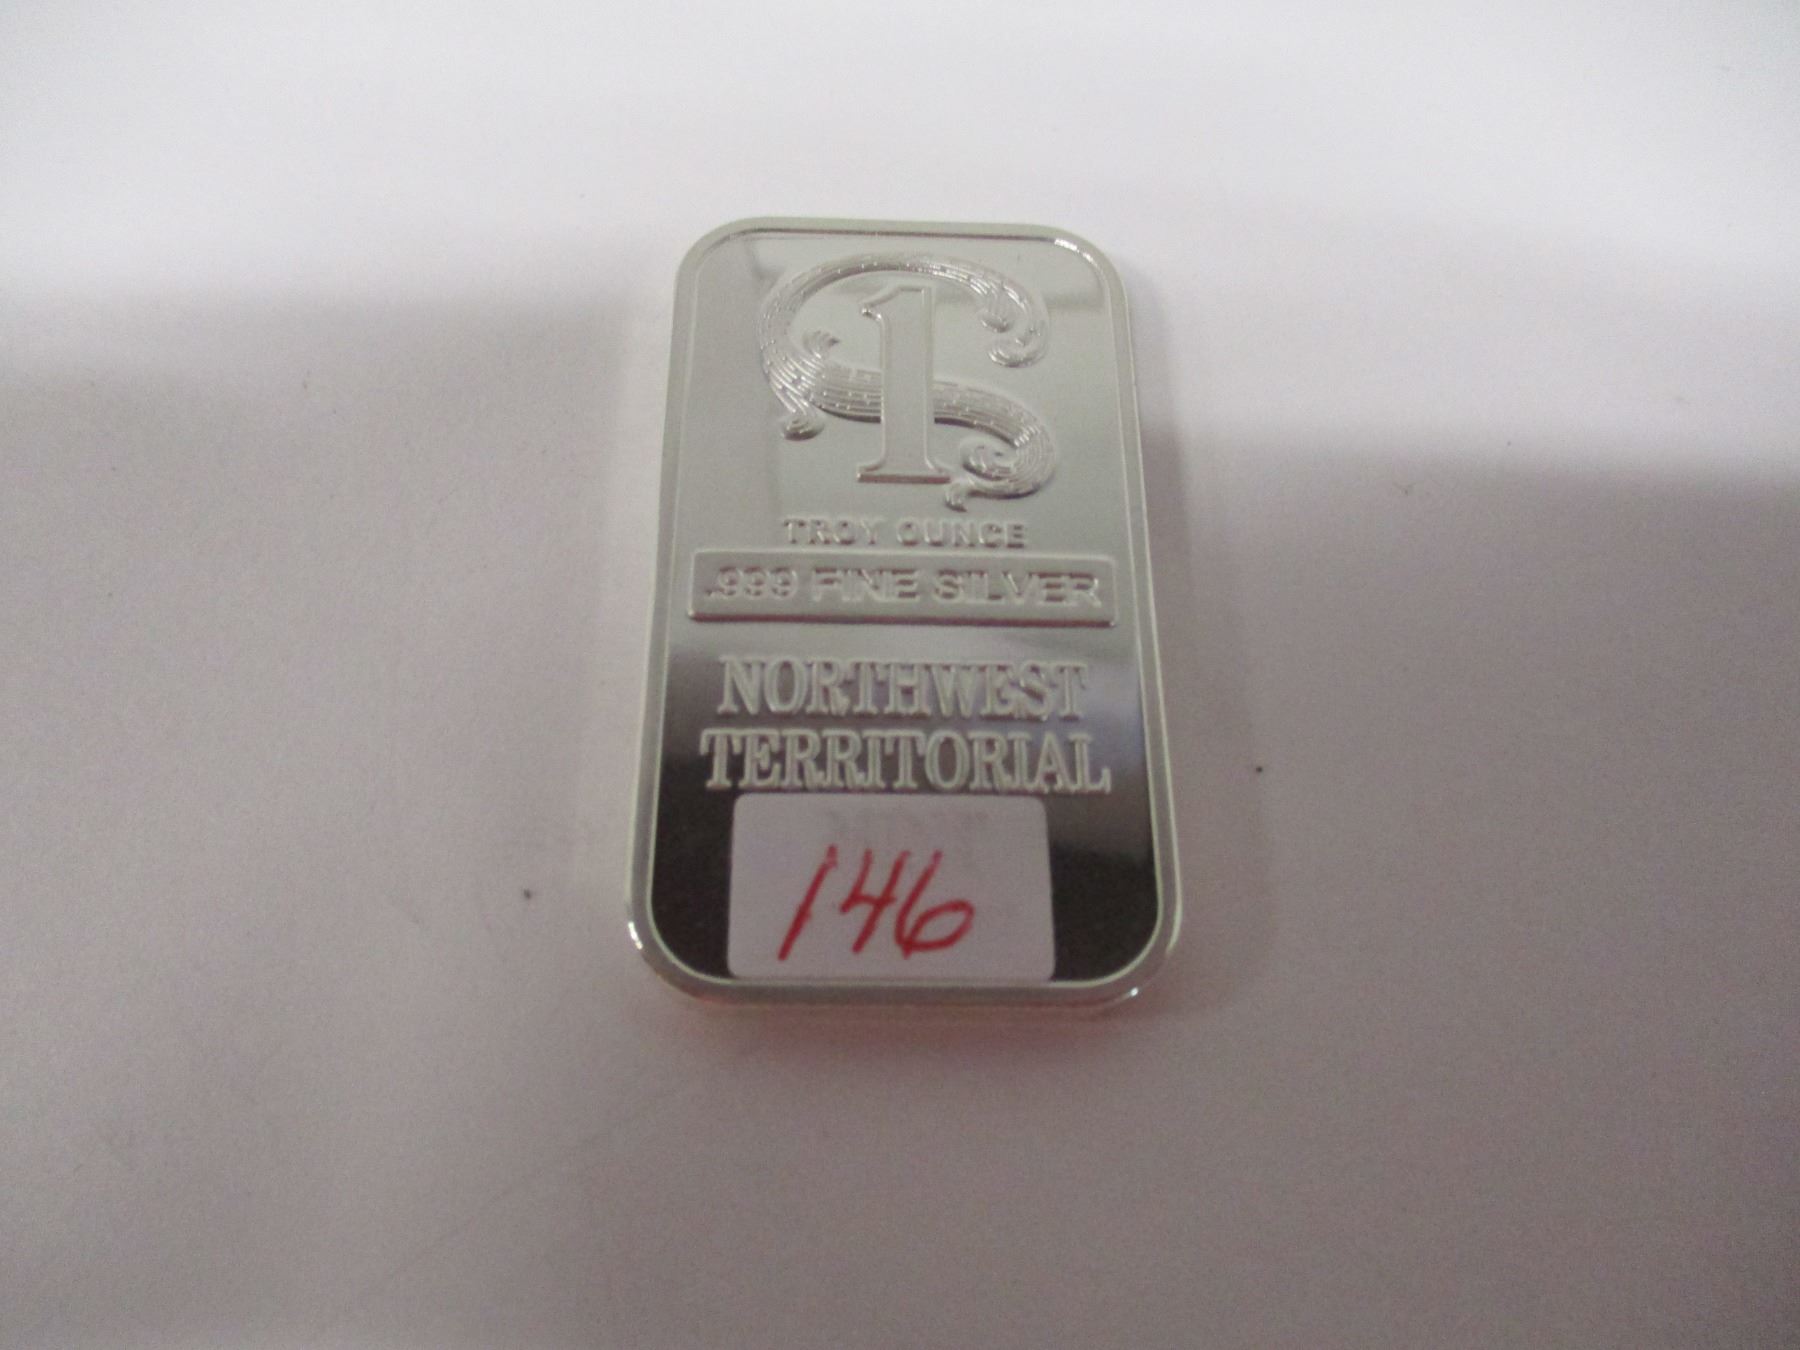 1
TROY OUNCE
.999 FINE SILVER
NORTHWEST
TERRITORIAL
146